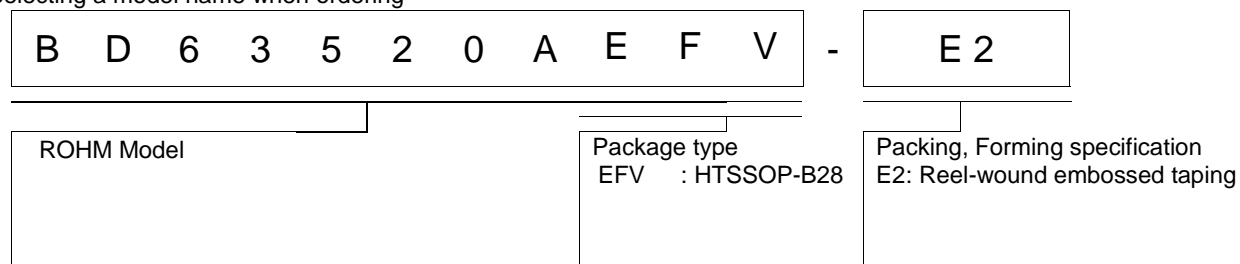 selecting a model name when ordering
B D 6 3 5 2 0 A E F V - E 2
ROHM Model
Package type
EFV : HTSSOP-B28
Packing, Forming specification
E2: Reel-wound embossed taping